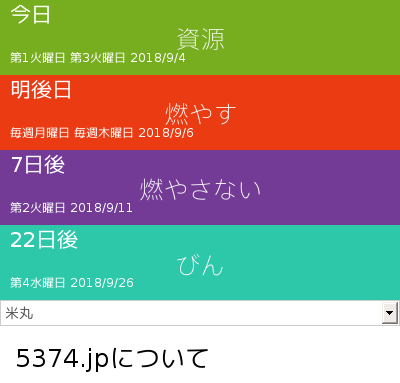 今日
資源
第1火曜日 第3火曜日 2018/9/4
明後日
燃やす
毎週月曜日 毎週木曜日 2018/9/6
7日後
燃やさない
第2火曜日 2018/9/11
22日後
びん
第4水曜日 2018/9/26
米丸
5374.jpについて